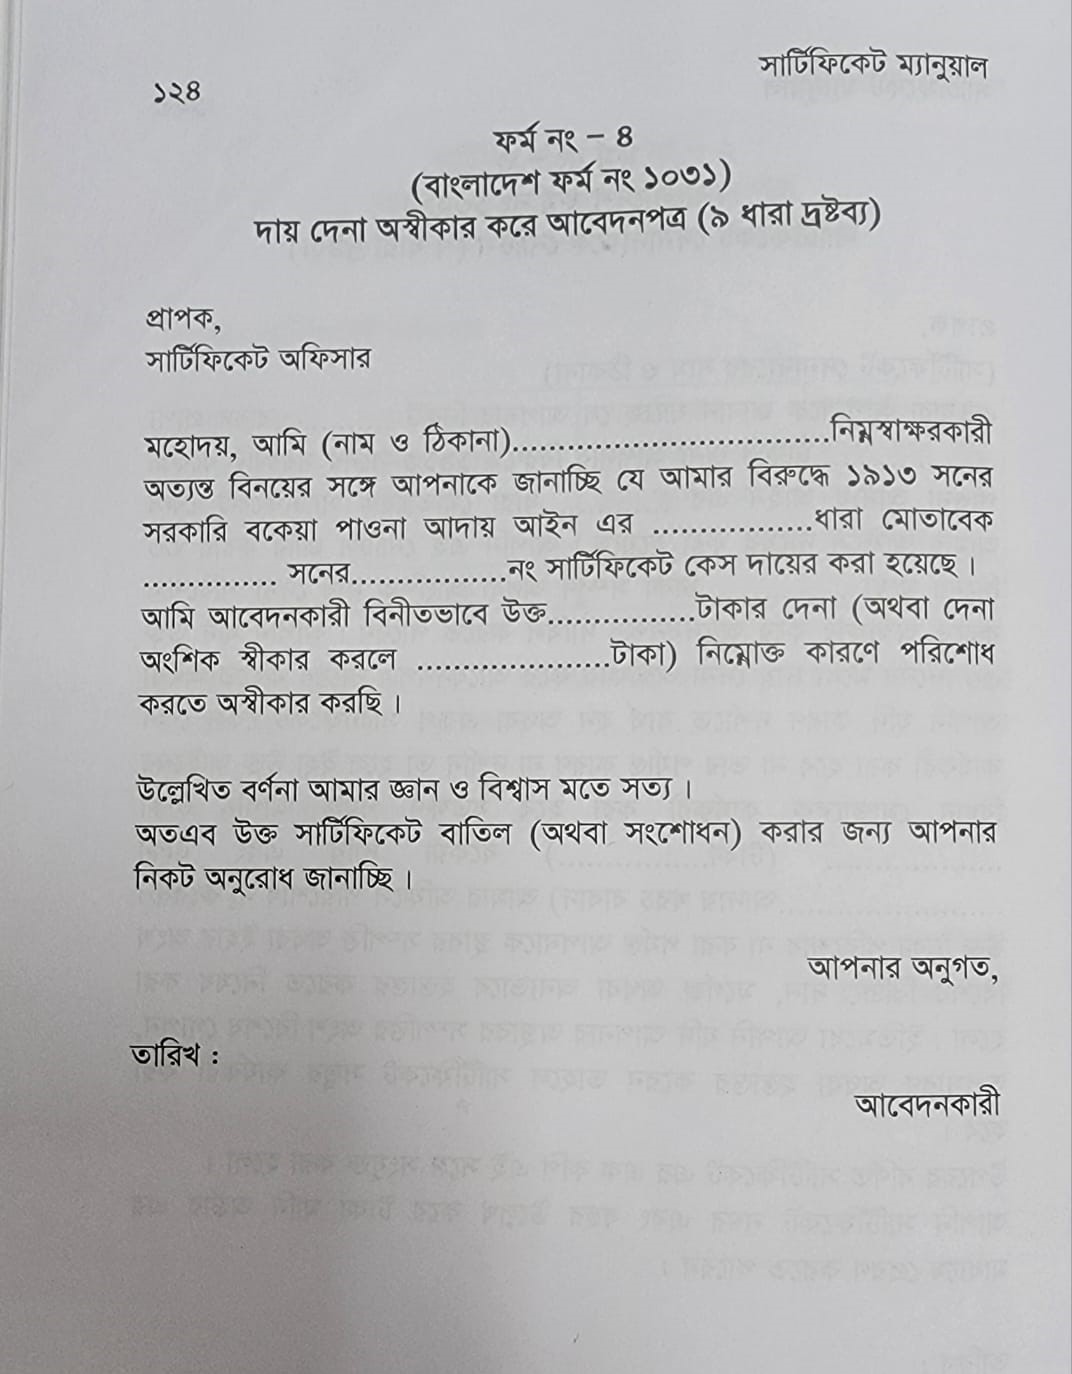 সার্টিফিকেট ম্যানুয়াল
১২৪
ফর্ম নং - ৪
(বাংলাদেশ ফর্ম নং ১০৩১)
দায় দেনা অস্বীকার করে আবেদনপত্র (৯ ধারা দ্রষ্টব্য)
প্রাপক,
সার্টিফিকেট অফিসার
মহোদয়, আমি (নাম ও ঠিকানা)................................নিম্নস্বাক্ষরকারী
অত্যন্ত বিনয়ের সঙ্গে আপনাকে জানাচ্ছি যে আমার বিরুদ্ধে ১৯১৩ সনের
সরকারি বকেয়া পাওনা আদায় আইন এর ................ধারা মোতাবেক
.............. সনের................নং সার্টিফিকেট কেস দায়ের করা হয়েছে।
আমি আবেদনকারী বিনীতভাবে উক্ত...............টাকার দেনা (অথবা দেনা
অংশিক স্বীকার করলে ....................টাকা) নিম্নোক্ত কারণে পরিশোধ
করতে অস্বীকার করছি।
উল্লেখিত বর্ণনা আমার জ্ঞান ও বিশ্বাস মতে সত্য।
অতএব উক্ত সার্টিফিকেট বাতিল (অথবা সংশোধন) করার জন্য আপনার
নিকট অনুরোধ জানাচ্ছি।
আপনার অনুগত,
তারিখ :
আবেদনকারী